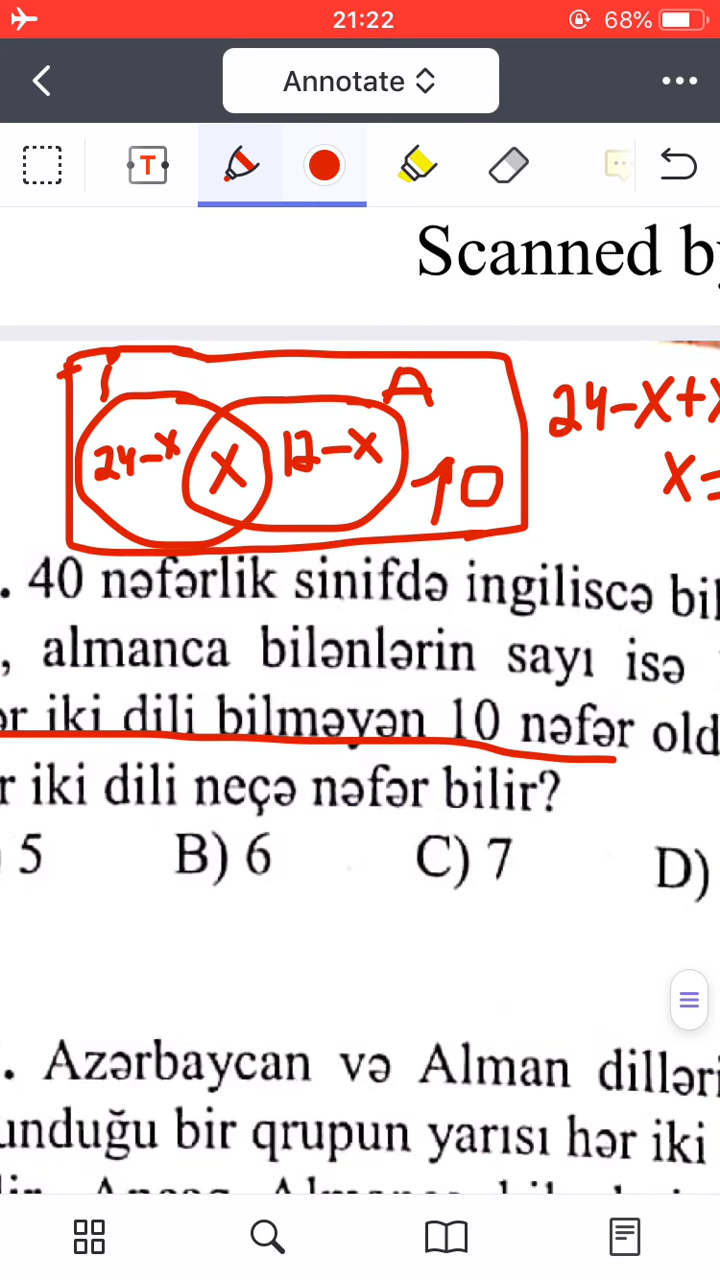 21:22
68%
Annotate
T
Scanned by
İ A
24-x x 12-x 10
24-x+x
x=
. 40 nəfərlik sinifdə ingiliscə bil
, almanca bilənlərin sayı isə
ər iki dili bilməyən 10 nəfər old
r iki dili neçə nəfər bilir?
5 B) 6 C) 7 D)
. Azərbaycan və Alman dilləri
unduğu bir qrupun yarısı hər iki